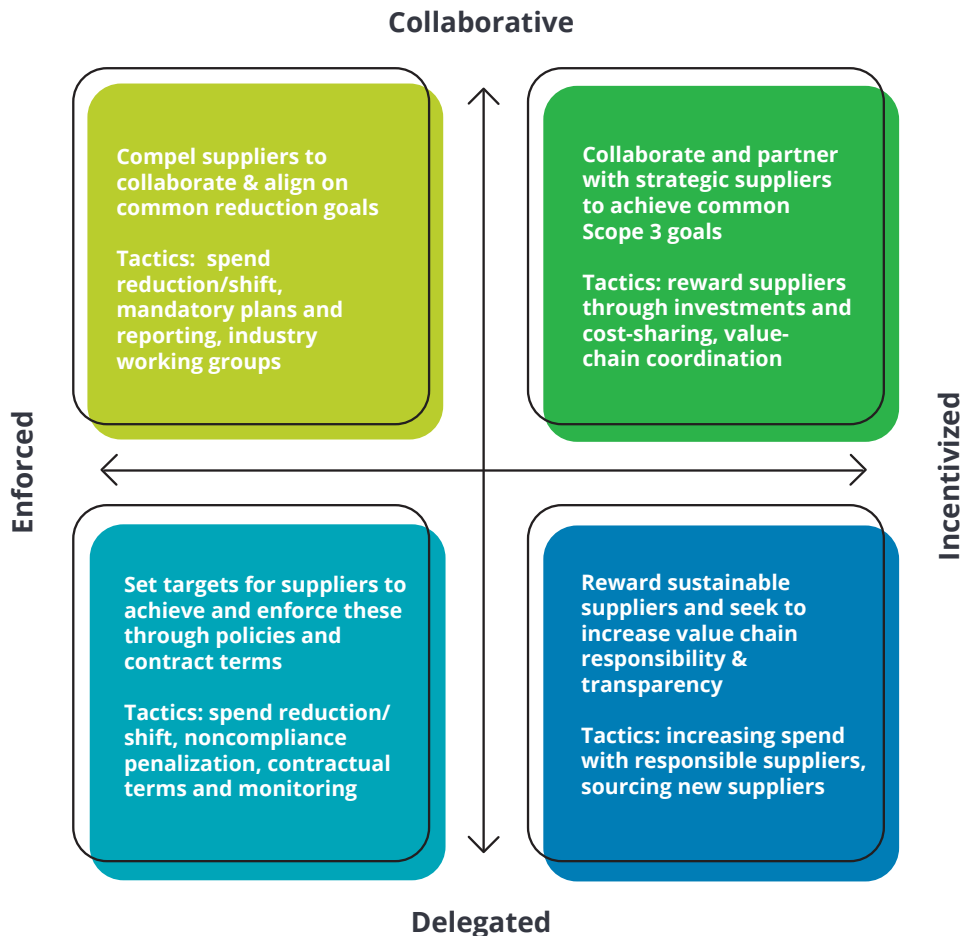 Collaborative
Compel suppliers to
collaborate & align on
common reduction goals
Tactics:  spend
reduction/shift,
mandatory plans and
reporting, industry
working groups
Collaborate and partner
with strategic suppliers
to achieve common
Scope 3 goals
Tactics: reward suppliers
through investments and
cost-sharing, value-
chain coordination
Enforced
Incentivized
Set targets for suppliers to
achieve and enforce these
through policies and
contract terms
Tactics: spend reduction/
shift, noncompliance
penalization, contractual
terms and monitoring
Reward sustainable
suppliers and seek to
increase value chain
responsibility &
transparency
Tactics: increasing spend
with responsible suppliers,
sourcing new suppliers
Delegated